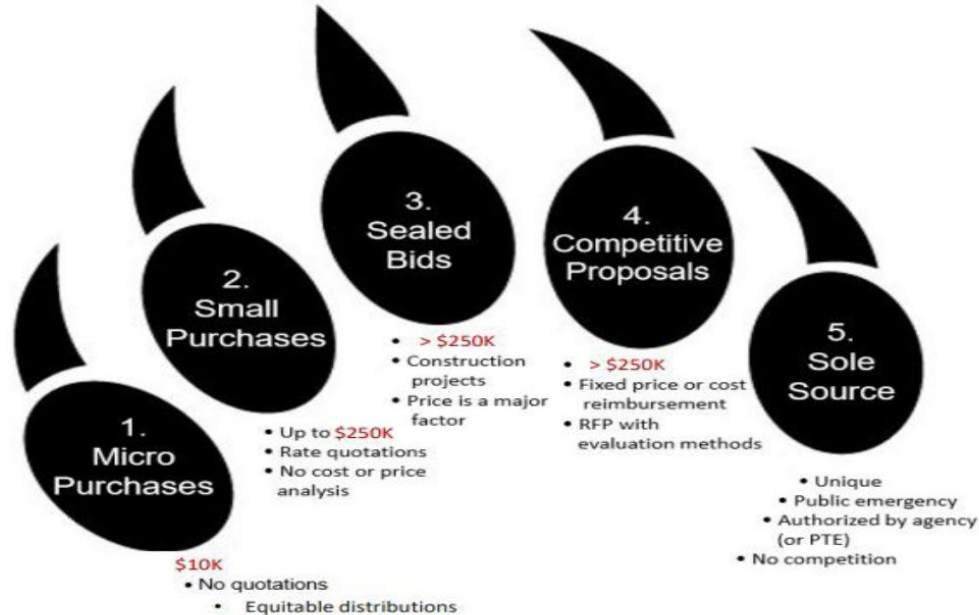 1.
Micro
Purchases
$10K
• No quotations
• Equitable distributions
2.
Small
Purchases
• Up to $250K
• Rate quotations
• No cost or price
analysis
3.
Sealed
Bids
• > $250K
• Construction
projects
• Price is a major
factor
4.
Competitive
Proposals
• > $250K
• Fixed price or cost
reimbursement
• RFP with
evaluation methods
5.
Sole
Source
• Unique
• Public emergency
• Authorized by agency
(or PTE)
• No competition